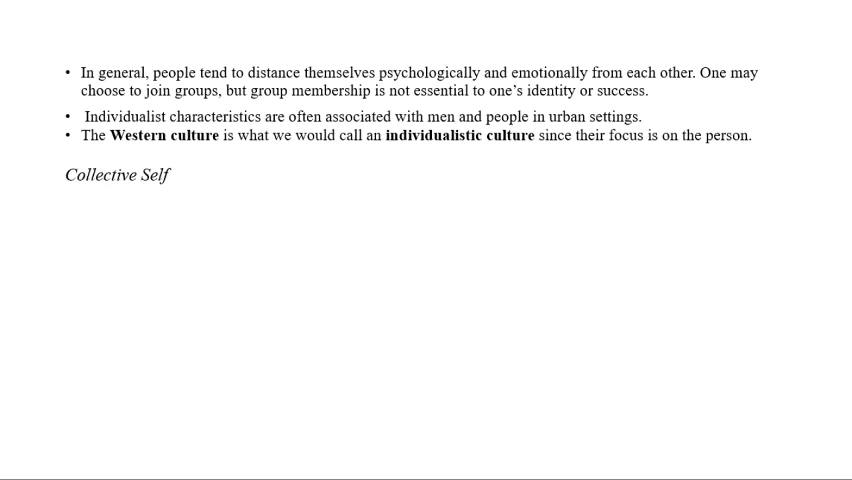 • In general, people tend to distance themselves psychologically and emotionally from each other. One may
choose to join groups, but group membership is not essential to one’s identity or success.
• Individualist characteristics are often associated with men and people in urban settings.
• The Western culture is what we would call an individualistic culture since their focus is on the person.
Collective Self